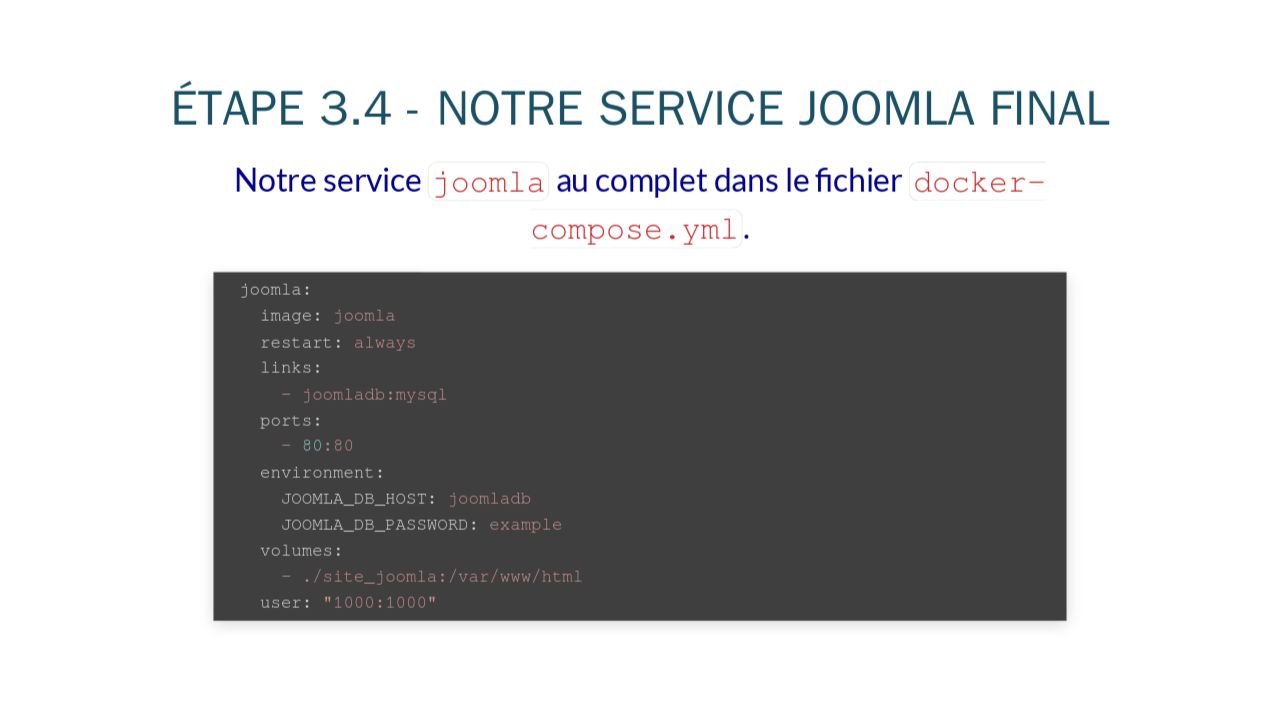 ÉTAPE 3.4 - NOTRE SERVICE JOOMLA FINAL
Notre service joomla au complet dans le fichier docker-
compose.yml.
joomla:
  image: joomla
  restart: always
  links:
    - joomladb:mysql
  ports:
    - 80:80
  environment:
    JOOMLA_DB_HOST: joomladb
    JOOMLA_DB_PASSWORD: example
  volumes:
    - ./site_joomla:/var/www/html
  user: "1000:1000"